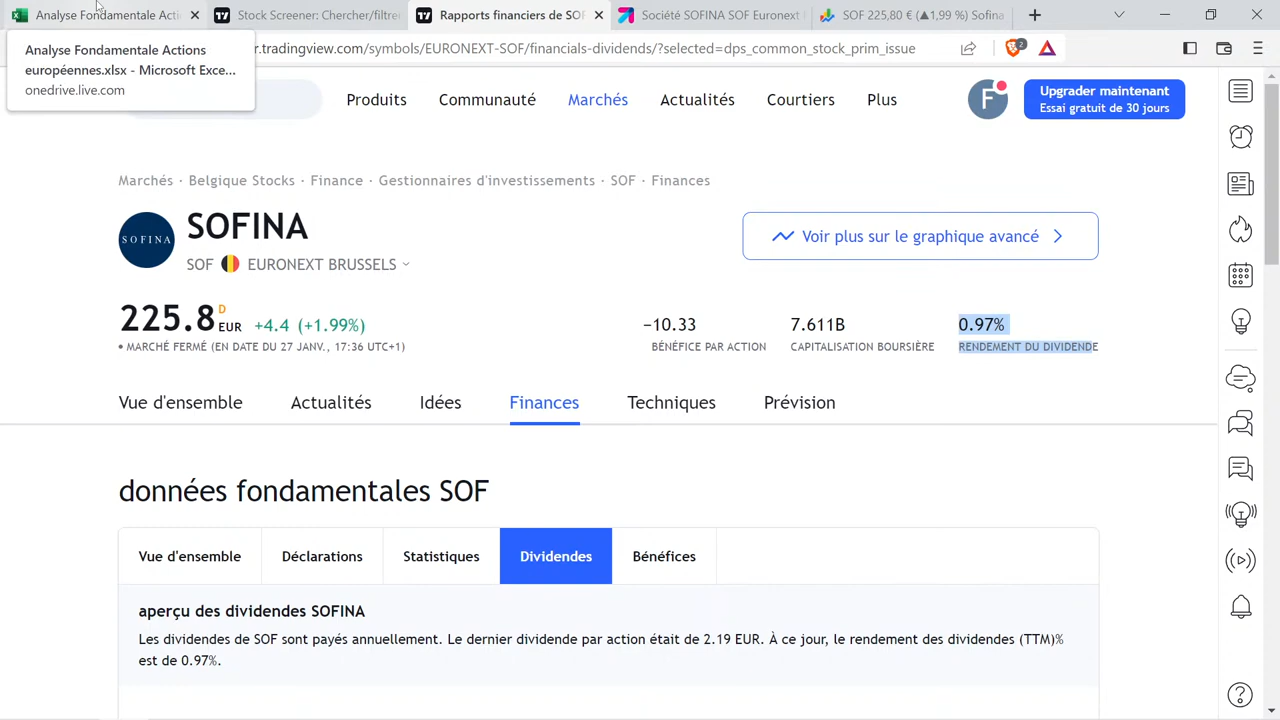 Analyse Fondamentale Acti
Stock Screener: Chercher/filtrer
Rapports financiers de SOF
Société SOFINA SOF Euronext
SOF 225,80 € (▲1,99 %) Sofina
Analyse Fondamentale Actions
européennes.xlsx - Microsoft Exce...
onedrive.live.com
r.tradingview.com/symbols/EURONEXT-SOF/financials-dividends/?selected=dps_common_stock_prim_issue
2
Produits
Communauté
Marchés
Actualités
Courtiers
Plus
F
Upgrader maintenant
Essai gratuit de 30 jours
Marchés · Belgique Stocks · Finance · Gestionnaires d'investissements · SOF · Finances
SOFINA
SOFINA
SOF EURONEXT BRUSSELS
Voir plus sur le graphique avancé
225.8 D EUR +4.4 (+1.99%)
• MARCHÉ FERMÉ (EN DATE DU 27 JANV., 17:36 UTC+1)
−10.33
BÉNÉFICE PAR ACTION
7.611B
CAPITALISATION BOURSIÈRE
0.97%
RENDEMENT DU DIVIDENDE
Vue d'ensemble
Actualités
Idées
Finances
Techniques
Prévision
données fondamentales SOF
Vue d'ensemble
Déclarations
Statistiques
Dividendes
Bénéfices
aperçu des dividendes SOFINA
Les dividendes de SOF sont payés annuellement. Le dernier dividende par action était de 2.19 EUR. À ce jour, le rendement des dividendes (TTM)%
est de 0.97%.